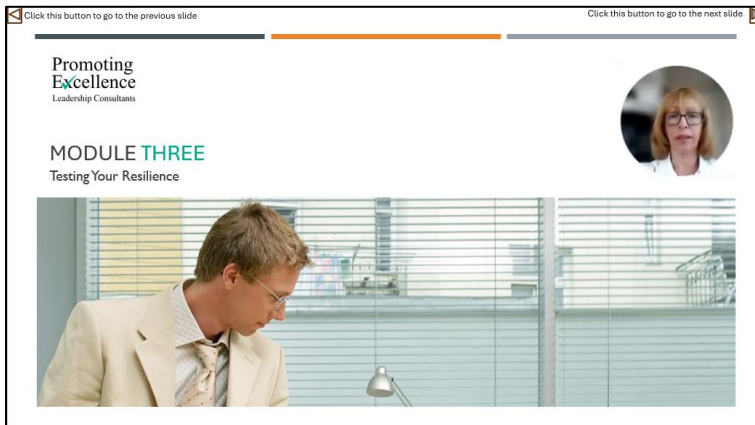 Click this button to go to the previous slide
Click this button to go to the next slide
Promoting
Excellence
Leadership Consultants
MODULE THREE
Testing Your Resilience